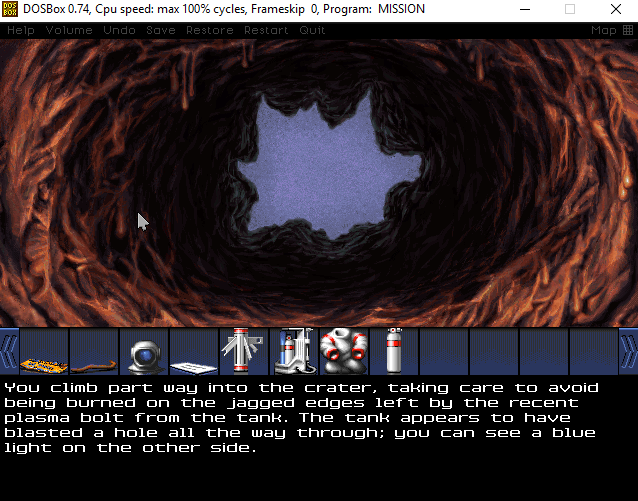 DOS BOX
DOSBox 0.74, Cpu speed: max 100% cycles, Frameskip 0, Program: MISSION
Help Volume Undo Save Restore Restart Quit Map
You climb part way into the crater, taking care to avoid
being burned on the jagged edges left by the recent
plasma bolt from the tank. The tank appears to have
blasted a hole all the way through; you can see a blue
light on the other side.